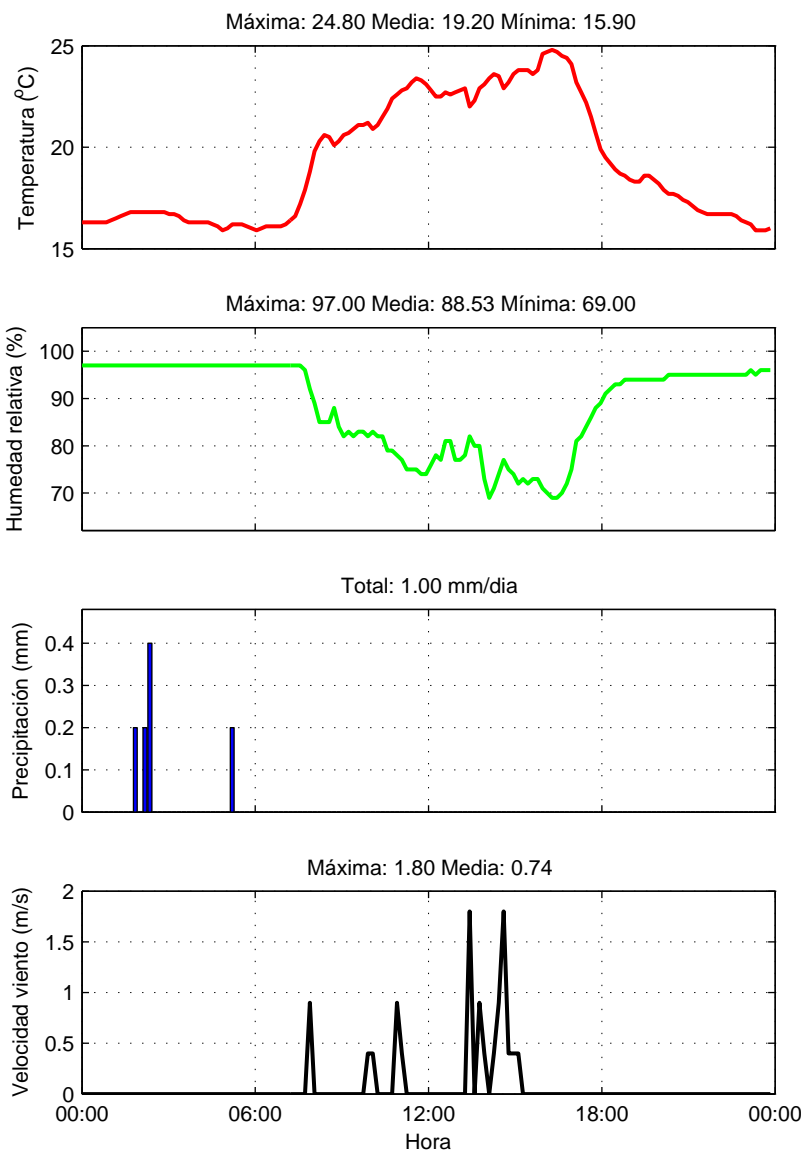 Máxima: 24.80 Media: 19.20 Mínima: 15.90
Temperatura (ºC)
25
20
15
Máxima: 97.00 Media: 88.53 Mínima: 69.00
Humedad relativa (%)
100
90
80
70
Total: 1.00 mm/dia
Precipitación (mm)
0.4
0.3
0.2
0.1
0
Máxima: 1.80 Media: 0.74
Velocidad viento (m/s)
2
1.5
1
0.5
0
00:00 06:00 12:00 18:00 00:00
Hora